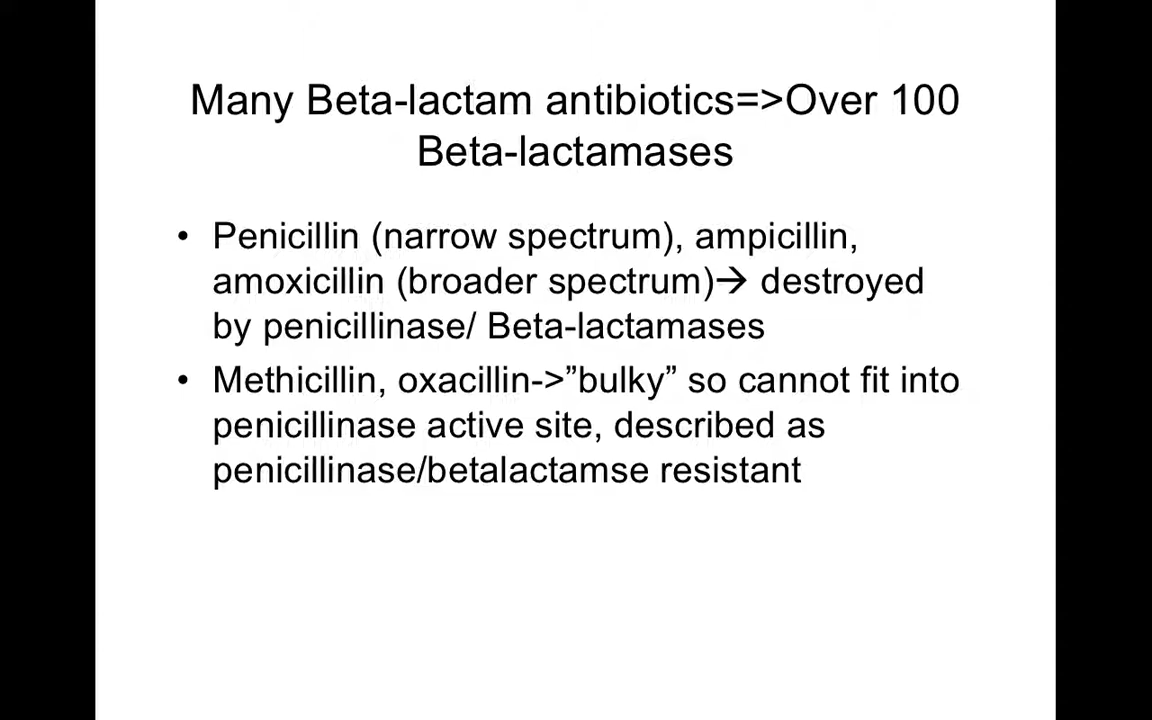 Many Beta-lactam antibiotics=>Over 100
Beta-lactamases
• Penicillin (narrow spectrum), ampicillin,
amoxicillin (broader spectrum)→ destroyed
by penicillinase/ Beta-lactamases
• Methicillin, oxacillin->”bulky” so cannot fit into
penicillinase active site, described as
penicillinase/betalactamse resistant